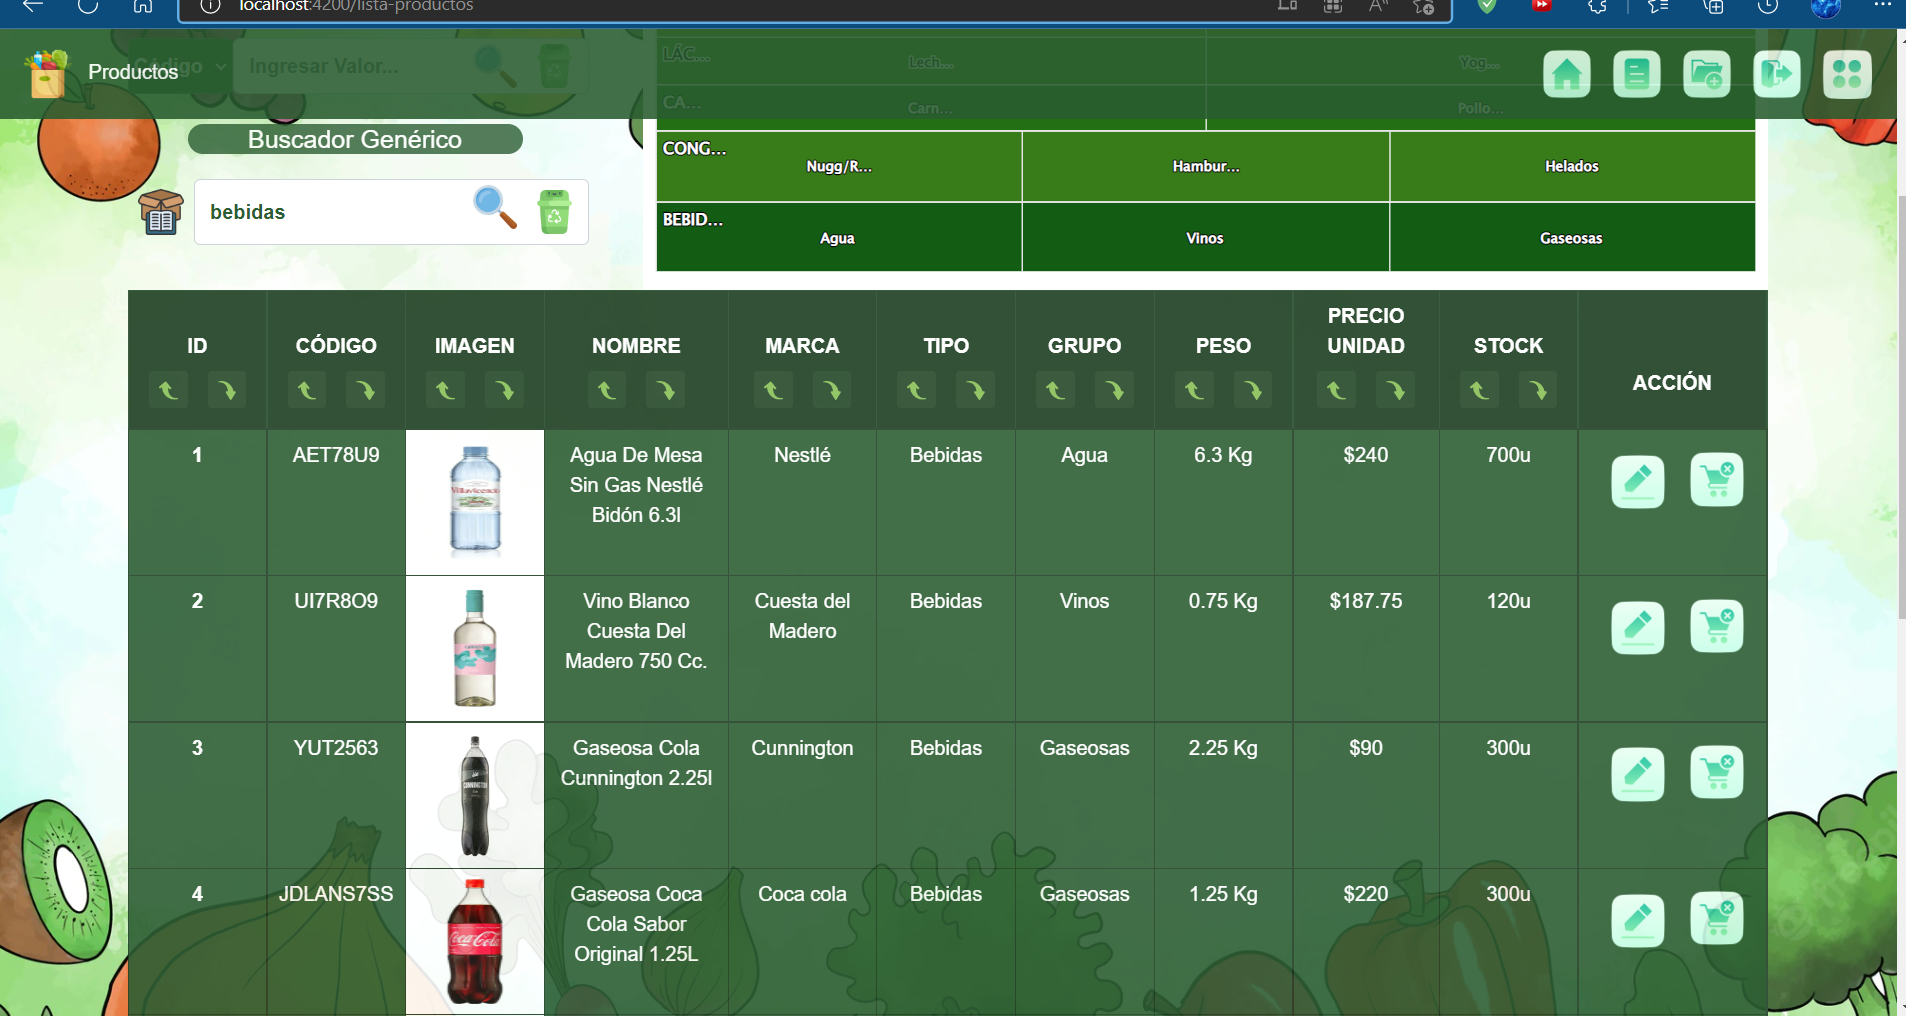 localhost:4200/lista-productos
Productos
Código
Ingresar Valor...
LÁC...
Lech...
Yog...
CA...
Carn...
Pollo...
Buscador Genérico
CONG...
Nugg/R...
Hambur...
Helados
bebidas
BEBID...
Agua
Vinos
Gaseosas
ID
CÓDIGO
IMAGEN
NOMBRE
MARCA
TIPO
GRUPO
PESO
PRECIO
UNIDAD
STOCK
ACCIÓN
1
AET78U9
Villavicencio
Agua De Mesa
Sin Gas Nestlé
Bidón 6.3l
Nestlé
Bebidas
Agua
6.3 Kg
$240
700u
2
UI7R8O9
Vino Blanco
Cuesta Del
Madero 750 Cc.
Cuesta del
Madero
Bebidas
Vinos
0.75 Kg
$187.75
120u
3
YUT2563
CUNNINGTON
Gaseosa Cola
Cunnington 2.25l
Cunnington
Bebidas
Gaseosas
2.25 Kg
$90
300u
4
JDLANS7SS
Coca-Cola
Gaseosa Coca
Cola Sabor
Original 1.25L
Coca cola
Bebidas
Gaseosas
1.25 Kg
$220
300u